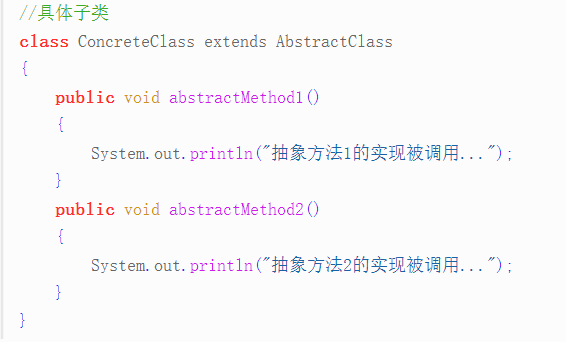 //具体子类
class ConcreteClass extends AbstractClass
{
    public void abstractMethod1()
    {
        System.out.println("抽象方法1的实现被调用...");
    }
    public void abstractMethod2()
    {
        System.out.println("抽象方法2的实现被调用...");
    }
}